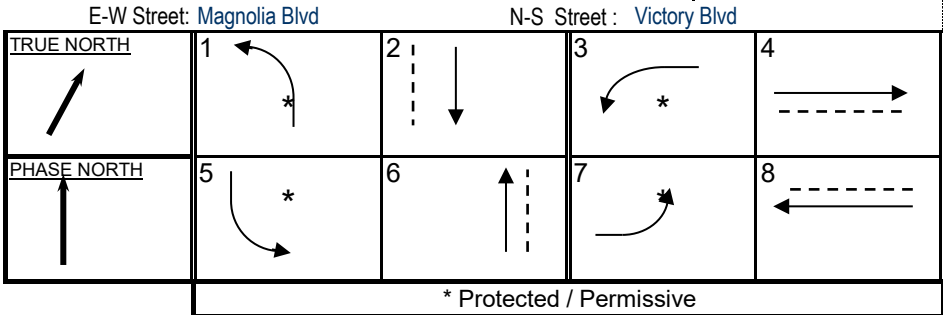 E-W Street: Magnolia Blvd N-S Street : Victory Blvd
TRUE NORTH 1 2 3 4
* *
PHASE NORTH 5 6 7 8
* *
* Protected / Permissive